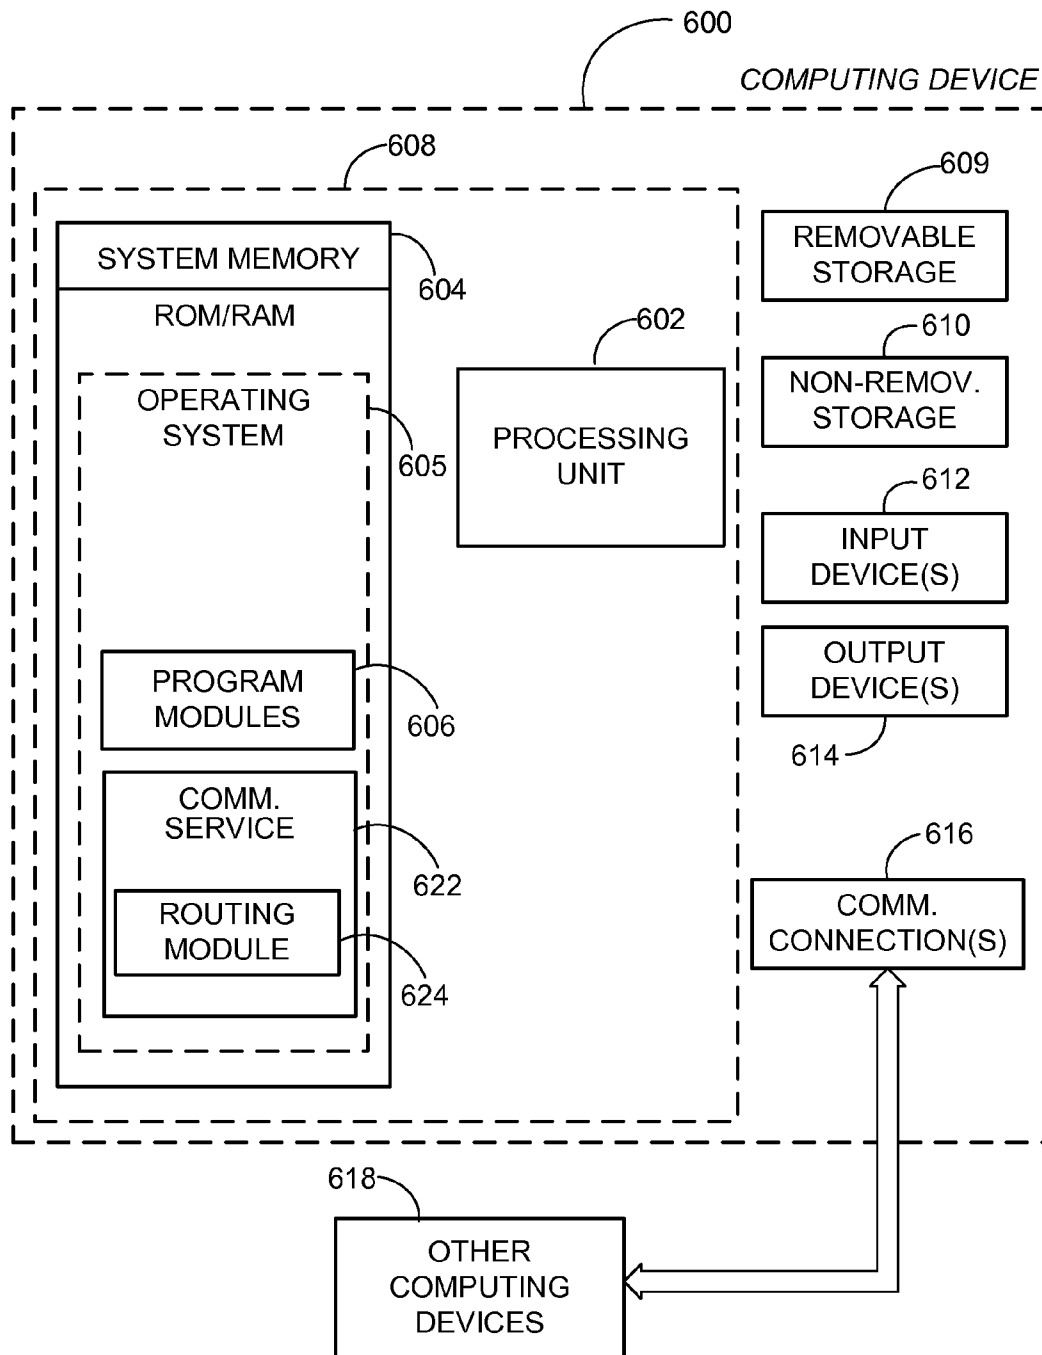 600
COMPUTING DEVICE
608
609
SYSTEM MEMORY
604
REMOVABLE
STORAGE
ROM/RAM
602
610
OPERATING
SYSTEM
605
PROCESSING
UNIT
NON-REMOV.
STORAGE
612
INPUT
DEVICE(S)
PROGRAM
MODULES
606
OUTPUT
DEVICE(S)
614
COMM.
SERVICE
622
616
ROUTING
MODULE
624
COMM.
CONNECTION(S)
618
OTHER
COMPUTING
DEVICES